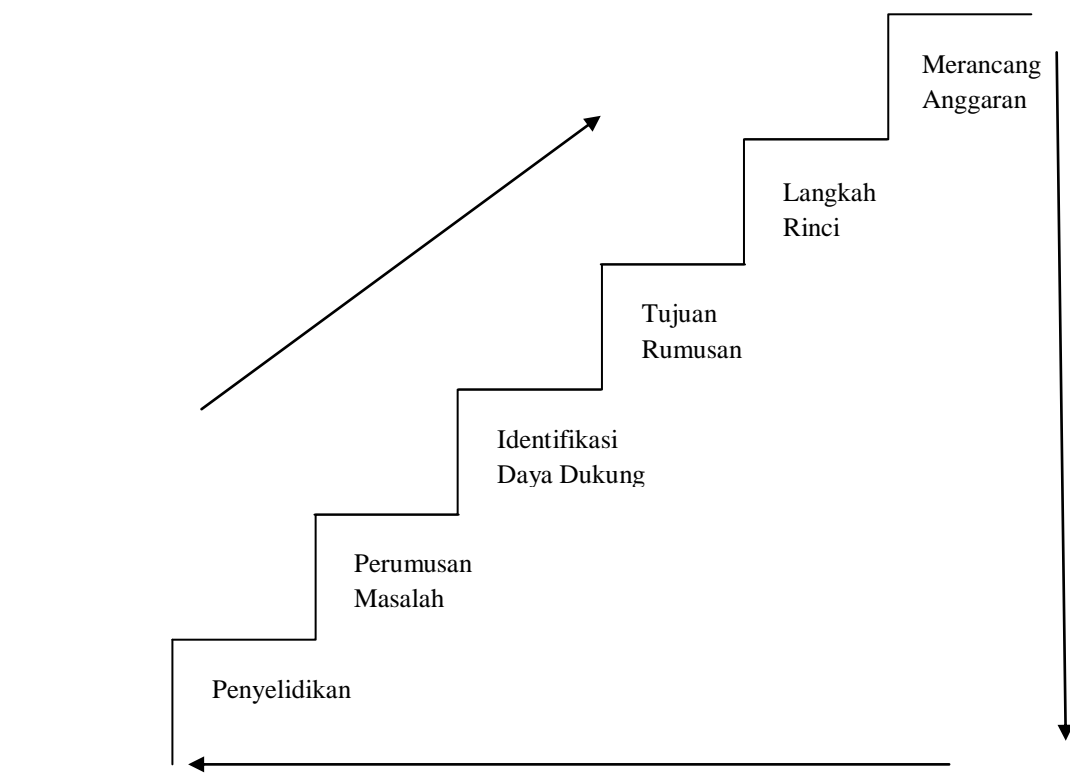 Merancang
Anggaran
Langkah
Rinci
Tujuan
Rumusan
Identifikasi
Daya Dukung
Perumusan
Masalah
Penyelidikan